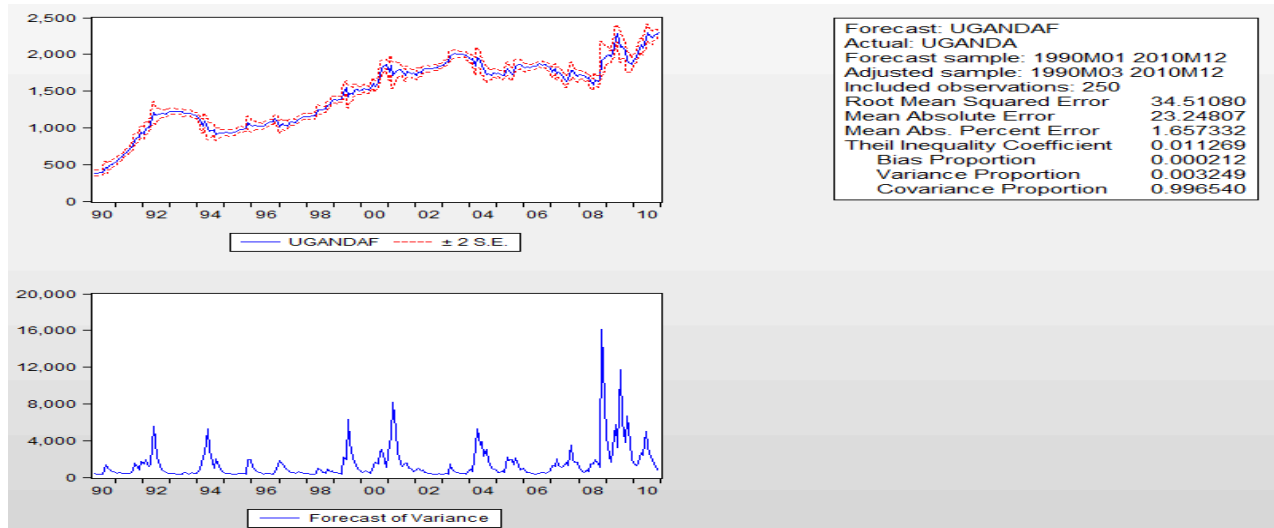 2,500
2,000
1,500
1,000
500
0
90 92 94 96 98 00 02 04 06 08 10
UGANDAF ± 2 S.E.
Forecast: UGANDAF
Actual: UGANDA
Forecast sample: 1990M01 2010M12
Adjusted sample: 1990M03 2010M12
Included observations: 250
Root Mean Squared Error 34.51080
Mean Absolute Error 23.24807
Mean Abs. Percent Error 1.657332
Theil Inequality Coefficient 0.011269
Bias Proportion 0.000212
Variance Proportion 0.003249
Covariance Proportion 0.996540
20,000
16,000
12,000
8,000
4,000
0
90 92 94 96 98 00 02 04 06 08 10
Forecast of Variance